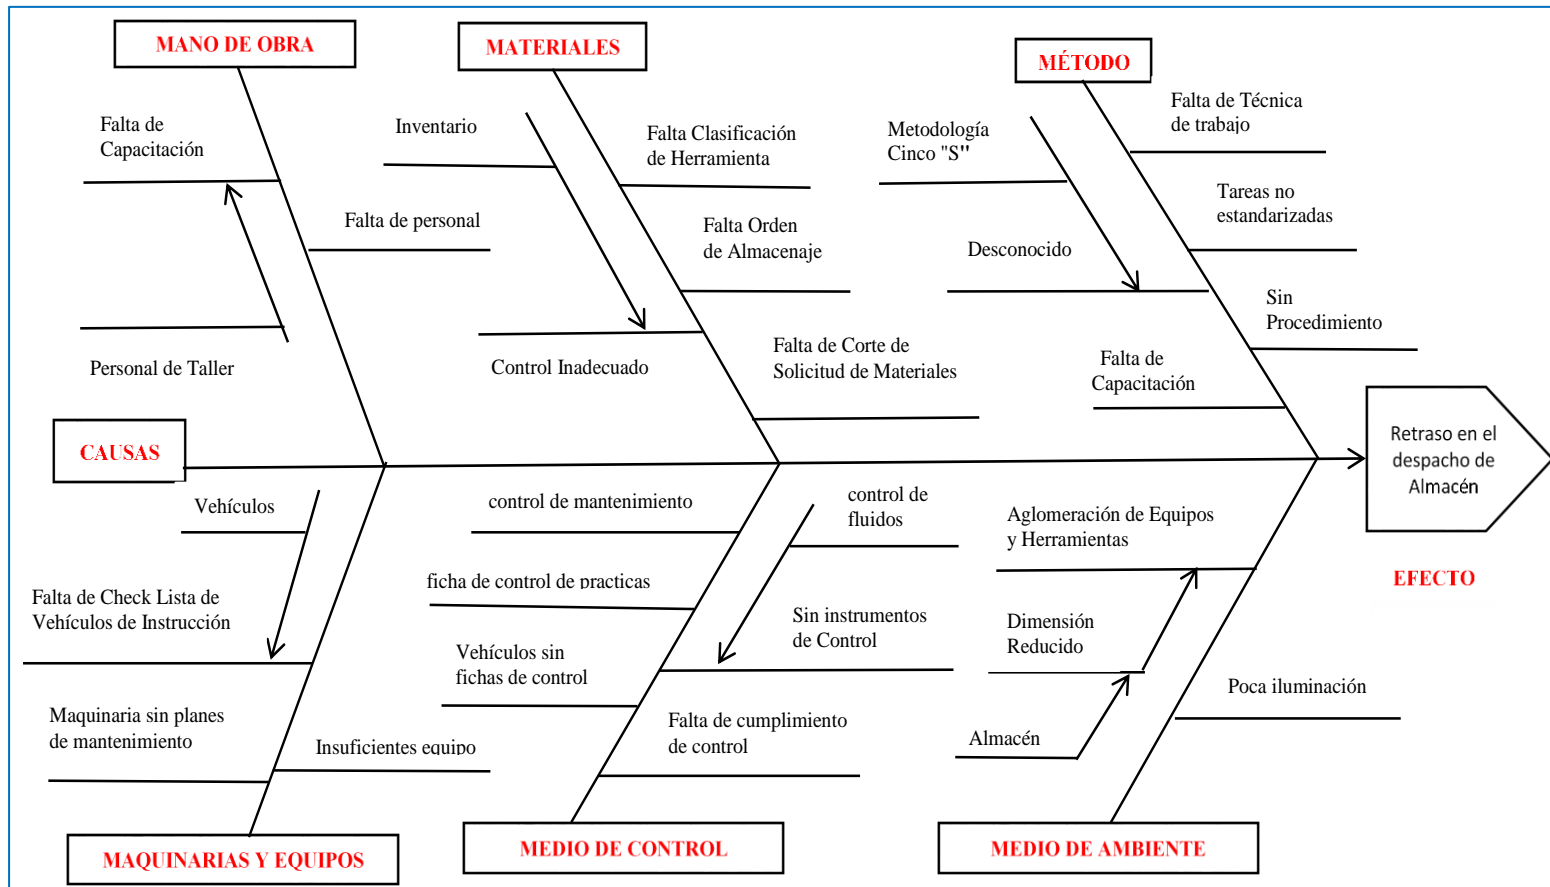 MANO DE OBRA
MATERIALES
MÉTODO
Falta de
Capacitación
Falta de personal
Personal de Taller
Inventario
Control Inadecuado
Falta Clasificación
de Herramienta
Falta Orden
de Almacenaje
Falta de Corte de
Solicitud de Materiales
Metodología
Cinco "S"
Desconocido
Falta de
Capacitación
Falta de Técnica
de trabajo
Tareas no
estandarizadas
Sin
Procedimiento
CAUSAS
Retraso en el
despacho de
Almacén
EFECTO
Vehículos
Falta de Check Lista de
Vehículos de Instrucción
Maquinaria sin planes
de mantenimiento
Insuficientes equipo
control de mantenimiento
ficha de control de practicas
Vehículos sin
fichas de control
control de
fluidos
Sin instrumentos
de Control
Falta de cumplimiento
de control
Aglomeración de Equipos
y Herramientas
Dimensión
Reducido
Almacén
Poca iluminación
MAQUINARIAS Y EQUIPOS
MEDIO DE CONTROL
MEDIO DE AMBIENTE